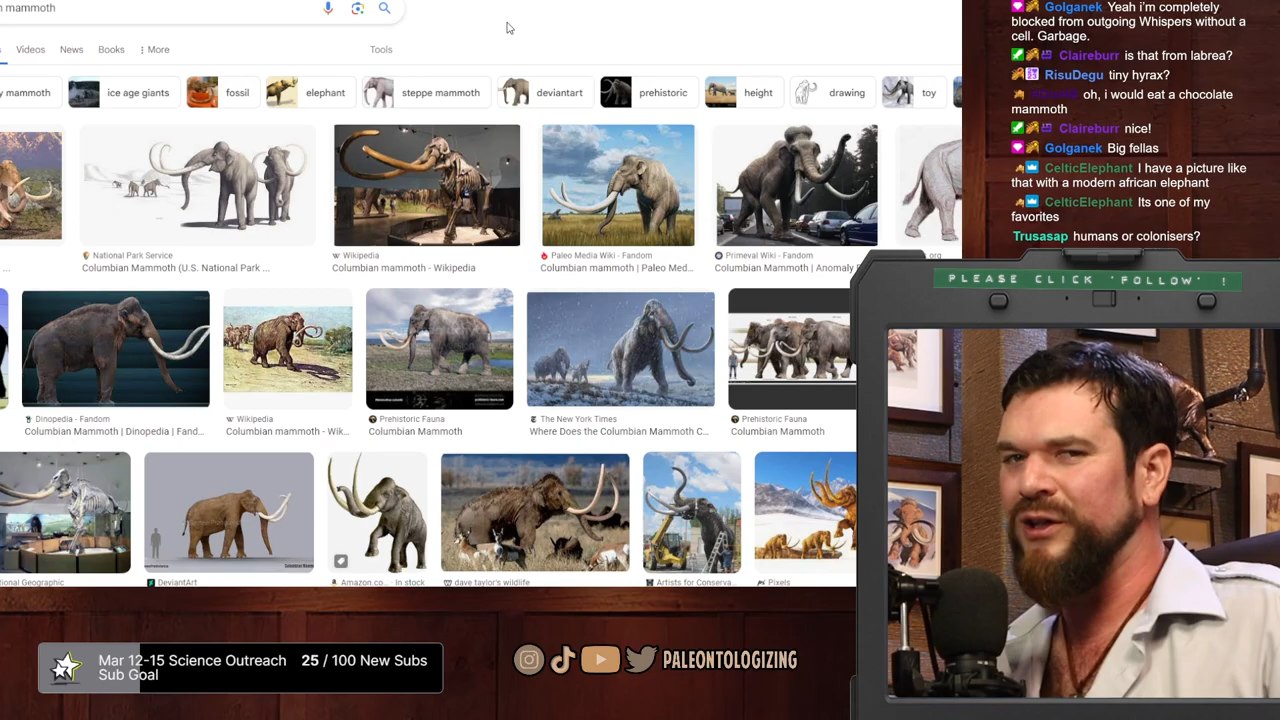 mammoth
Videos
News
Books
More
Tools
mammoth
ice age giants
fossil
elephant
steppe mammoth
deviantart
prehistoric
height
drawing
toy
...
National Park Service
Columbian Mammoth (U.S. National Park ...
Wikipedia
Columbian mammoth - Wikipedia
Paleo Media Wiki - Fandom
Columbian mammoth | Paleo Med...
Primeval Wiki - Fandom
Columbian Mammoth | Anomaly
org
Dinopedia - Fandom
Columbian Mammoth | Dinopedia | Fand...
Wikipedia
Columbian mammoth - Wik...
Prehistoric Fauna
Columbian Mammoth
The New York Times
Where Does the Columbian Mammoth C...
Prehistoric Fauna
Columbian Mammoth
Geographic
DeviantArt
Amazon.co... · In stock
dave taylor's wildlife
Artists for Conserva...
Pixels
Golganek Yeah i'm completely
blocked from outgoing Whispers without a
cell. Garbage.
Claireburr is that from labrea?
RisuDegu tiny hyrax?
oh, i would eat a chocolate
mammoth
Claireburr nice!
Golganek Big fellas
CelticElephant I have a picture like
that with a modern african elephant
CelticElephant Its one of my
favorites
Trusasap humans or colonisers?
PLEASE CLICK 'FOLLOW' !
Mar 12-15 Science Outreach
Sub Goal
25 / 100 New Subs
PALEONTOLOGIZING